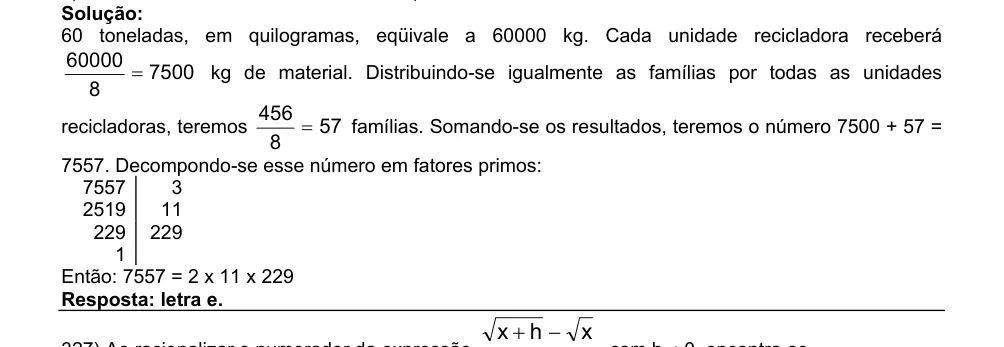 Solução:
60 toneladas, em quilogramas, eqüivale a 60000 kg. Cada unidade recicladora receberá
60000/8 = 7500 kg de material. Distribuindo-se igualmente as famílias por todas as unidades
recicladoras, teremos 456/8 = 57 famílias. Somando-se os resultados, teremos o número 7500 + 57 =
7557. Decompondo-se esse número em fatores primos:
7557 | 3
2519 | 11
229 | 229
1 |
Então: 7557 = 2 x 11 x 229
Resposta: letra e.
√x + h − √x